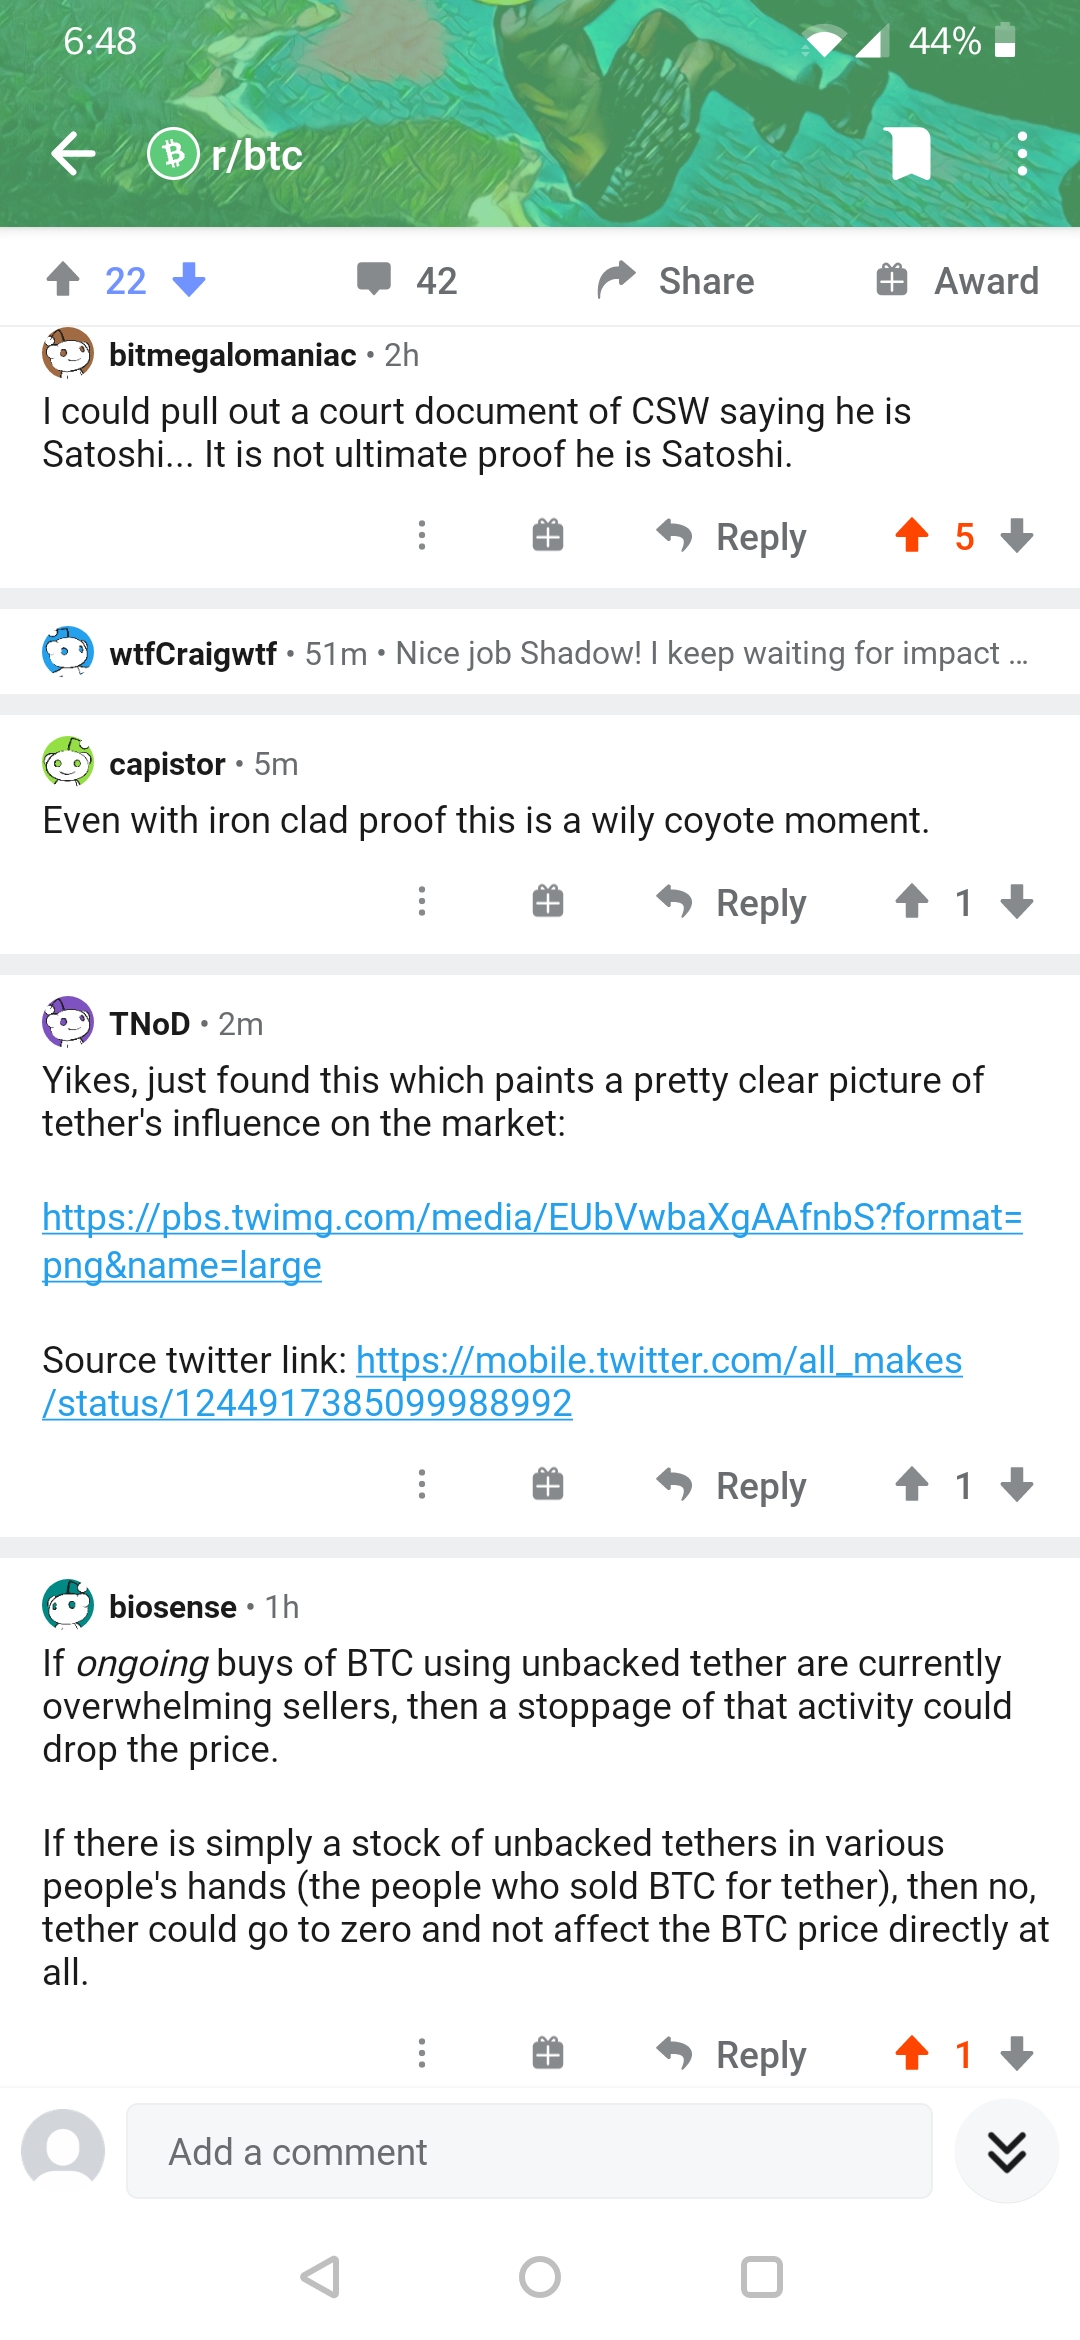 6:48
44%
r/btc
22
42
Share
Award
bitmegalomaniac • 2h
I could pull out a court document of CSW saying he is
Satoshi... It is not ultimate proof he is Satoshi.
Reply
5
wtfCraigwtf • 51m • Nice job Shadow! I keep waiting for impact ...
capistor • 5m
Even with iron clad proof this is a wily coyote moment.
Reply
1
TNoD • 2m
Yikes, just found this which paints a pretty clear picture of
tether's influence on the market:
https://pbs.twimg.com/media/EUbVwbaXgAAfnbS?format=
png&name=large
Source twitter link: https://mobile.twitter.com/all_makes
/status/1244917385099988992
Reply
1
biosense • 1h
If ongoing buys of BTC using unbacked tether are currently
overwhelming sellers, then a stoppage of that activity could
drop the price.
If there is simply a stock of unbacked tethers in various
people's hands (the people who sold BTC for tether), then no,
tether could go to zero and not affect the BTC price directly at
all.
Reply
1
Add a comment